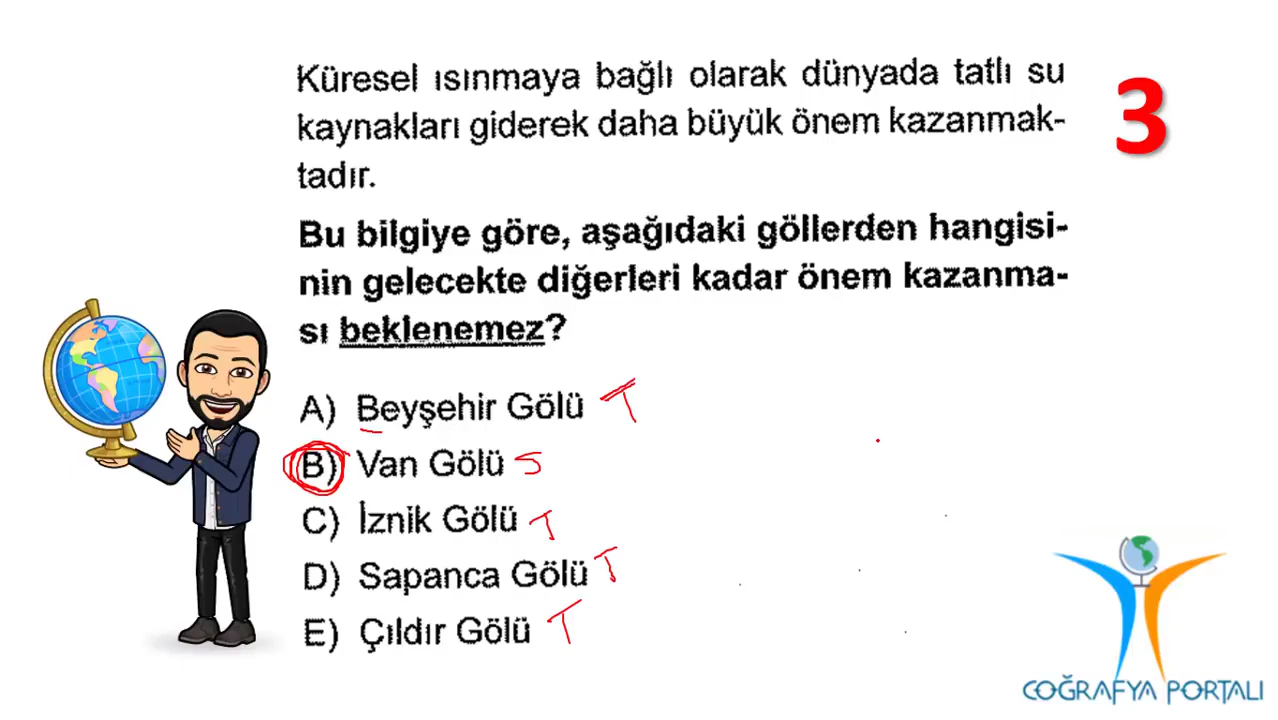 Küresel ısınmaya bağlı olarak dünyada tatlı su
kaynakları giderek daha büyük önem kazanmak-
tadır.
3
Bu bilgiye göre, aşağıdaki göllerden hangisi-
nin gelecekte diğerleri kadar önem kazanma-
sı beklenemez?
A) Beyşehir Gölü T
B) Van Gölü S
C) İznik Gölü T
D) Sapanca Gölü T
E) Çıldır Gölü T
COĞRAFYA PORTALI